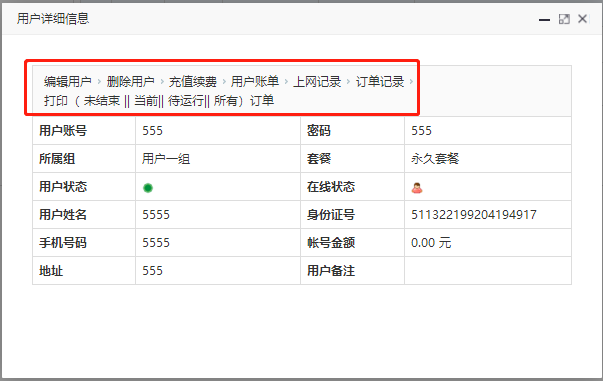 用户详细信息
编辑用户 › 删除用户 › 充值续费 › 用户账单 › 上网记录 › 订单记录 ›
打印（ 未结束 || 当前|| 待运行|| 所有）订单
用户账号 555 密码 555
所属组 用户一组 套餐 永久套餐
用户状态 在线状态
用户姓名 5555 身份证号 511322199204194917
手机号码 5555 帐号金额 0.00 元
地址 555 用户备注